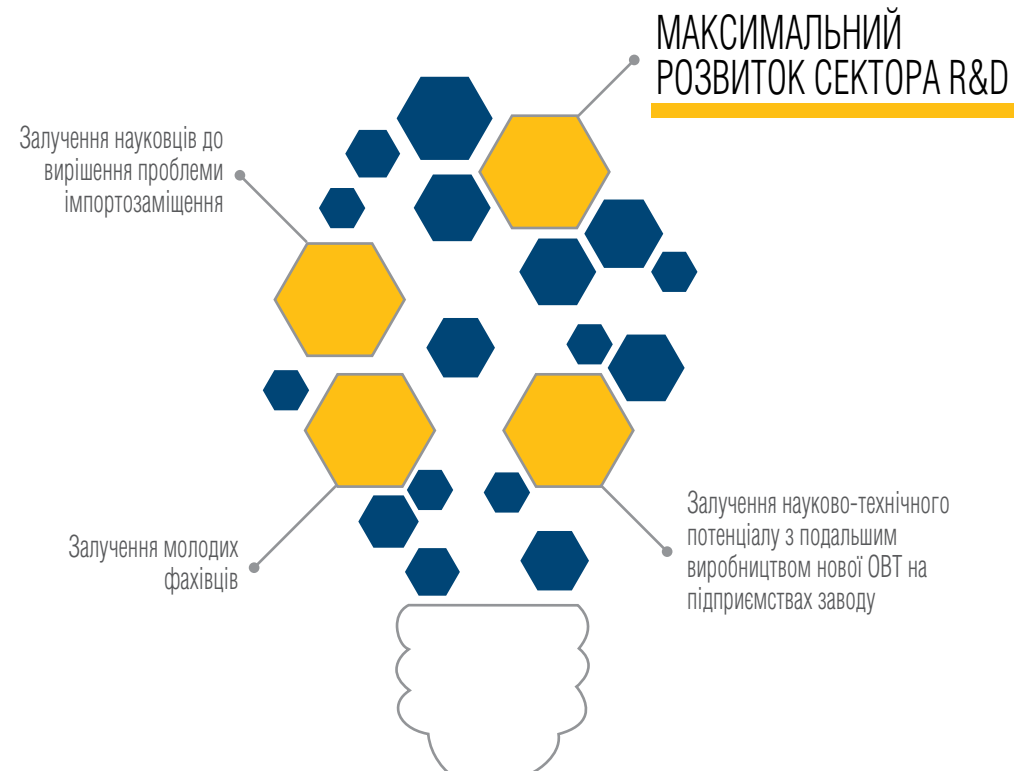 МАКСИМАЛЬНИЙ
РОЗВИТОК СЕКТОРА R&D
Залучення науковців до
вирішення проблеми
імпортозаміщення
Залучення молодих
фахівців
Залучення науково-технічного
потенціалу з подальшим
виробництвом нової ОВТ на
підприємствах заводу